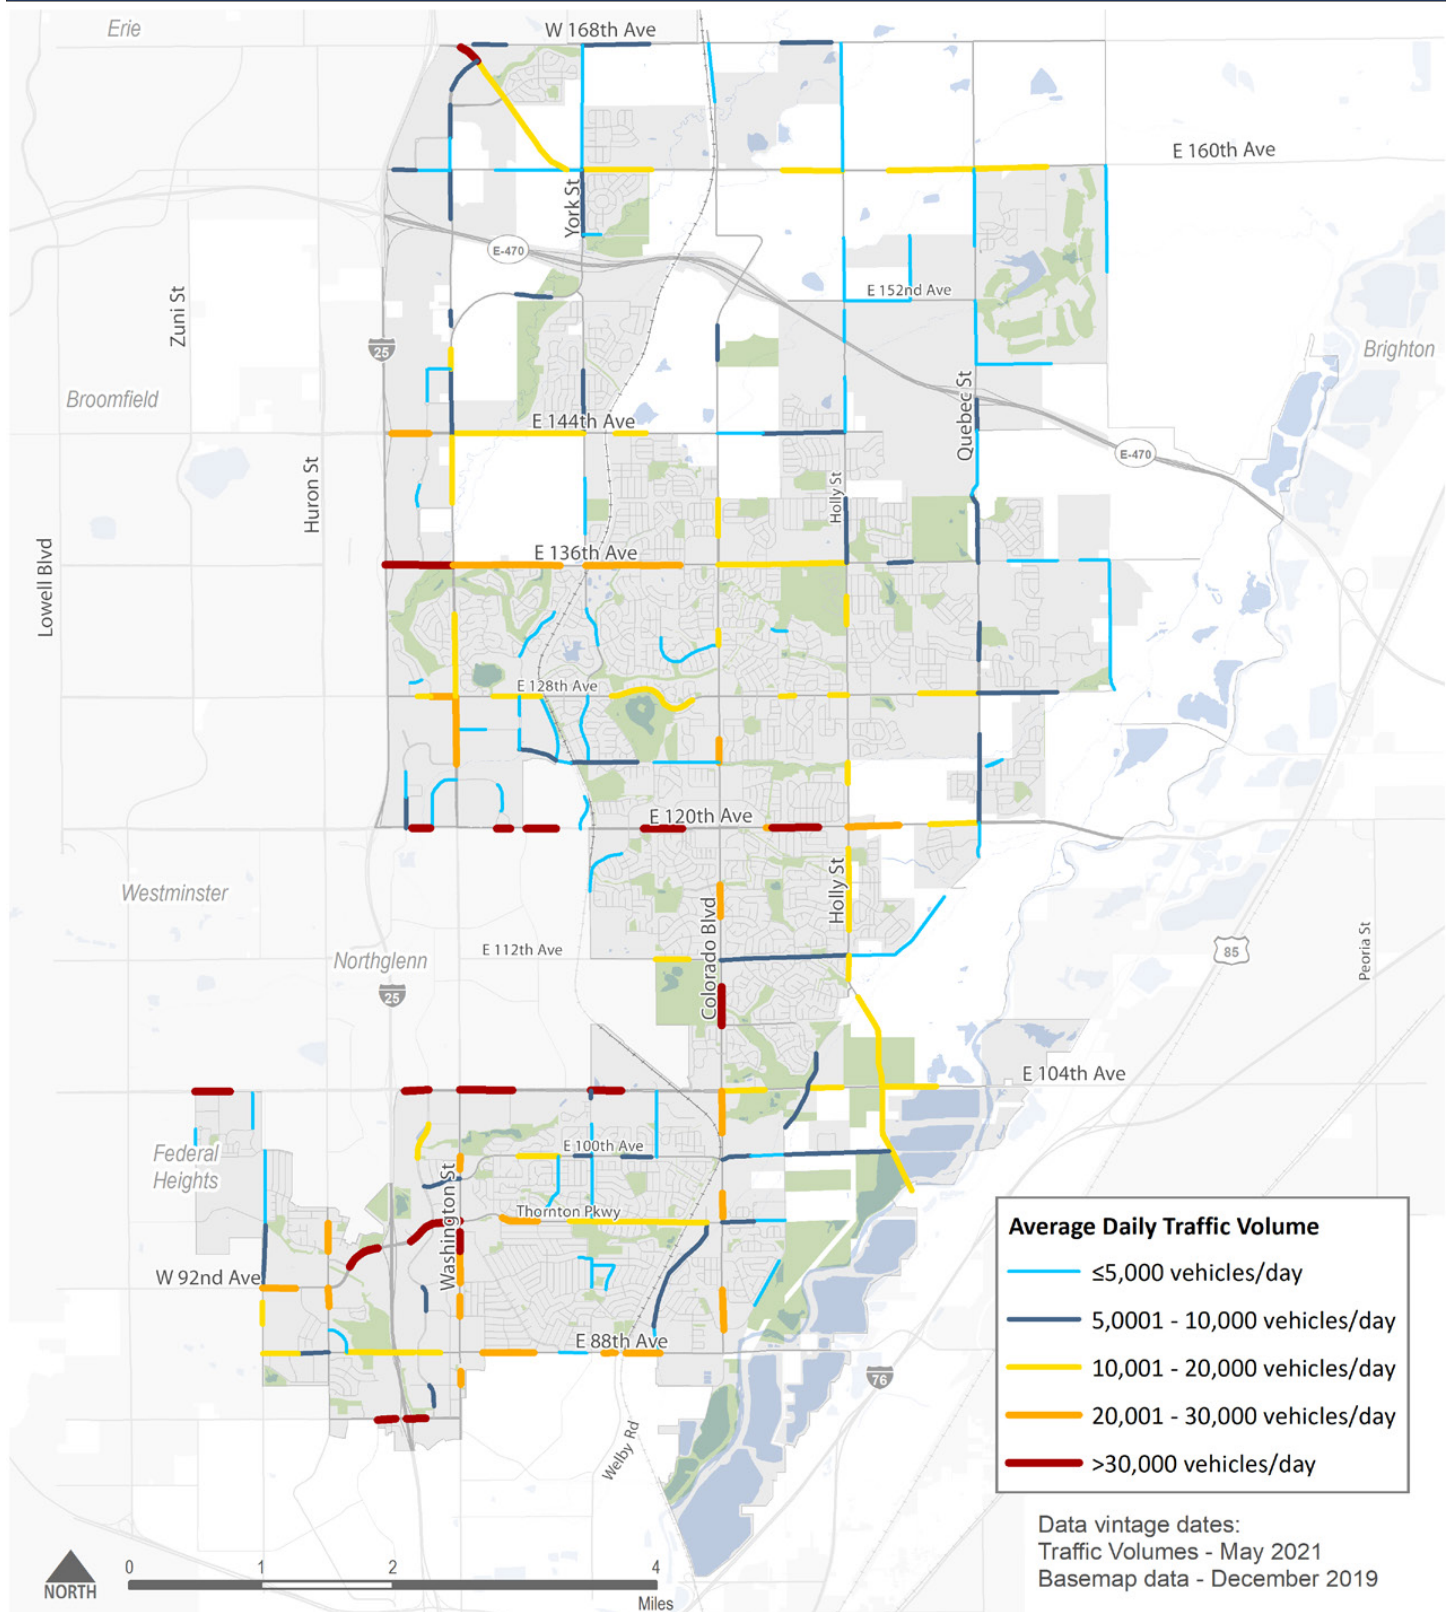 Erie
W 168th Ave
E 160th Ave
York St
E-470
E 152nd Ave
Zuni St
25
Brighton
Broomfield
Quebec St
E 144th Ave
E-470
Huron St
Holly St
Lowell Blvd
E 136th Ave
E 128th Ave
E 120th Ave
Westminster
Holly St
Colorado Blvd
E 112th Ave
Northglenn
25
85
Peoria St
E 104th Ave
Federal
Heights
E 100th Ave
Washington St
Thornton Pkwy
W 92nd Ave
E 88th Ave
76
Welby Rd
Average Daily Traffic Volume
≤5,000 vehicles/day
5,0001 - 10,000 vehicles/day
10,001 - 20,000 vehicles/day
20,001 - 30,000 vehicles/day
>30,000 vehicles/day
Data vintage dates:
Traffic Volumes - May 2021
Basemap data - December 2019
NORTH
0 1 2 4
Miles